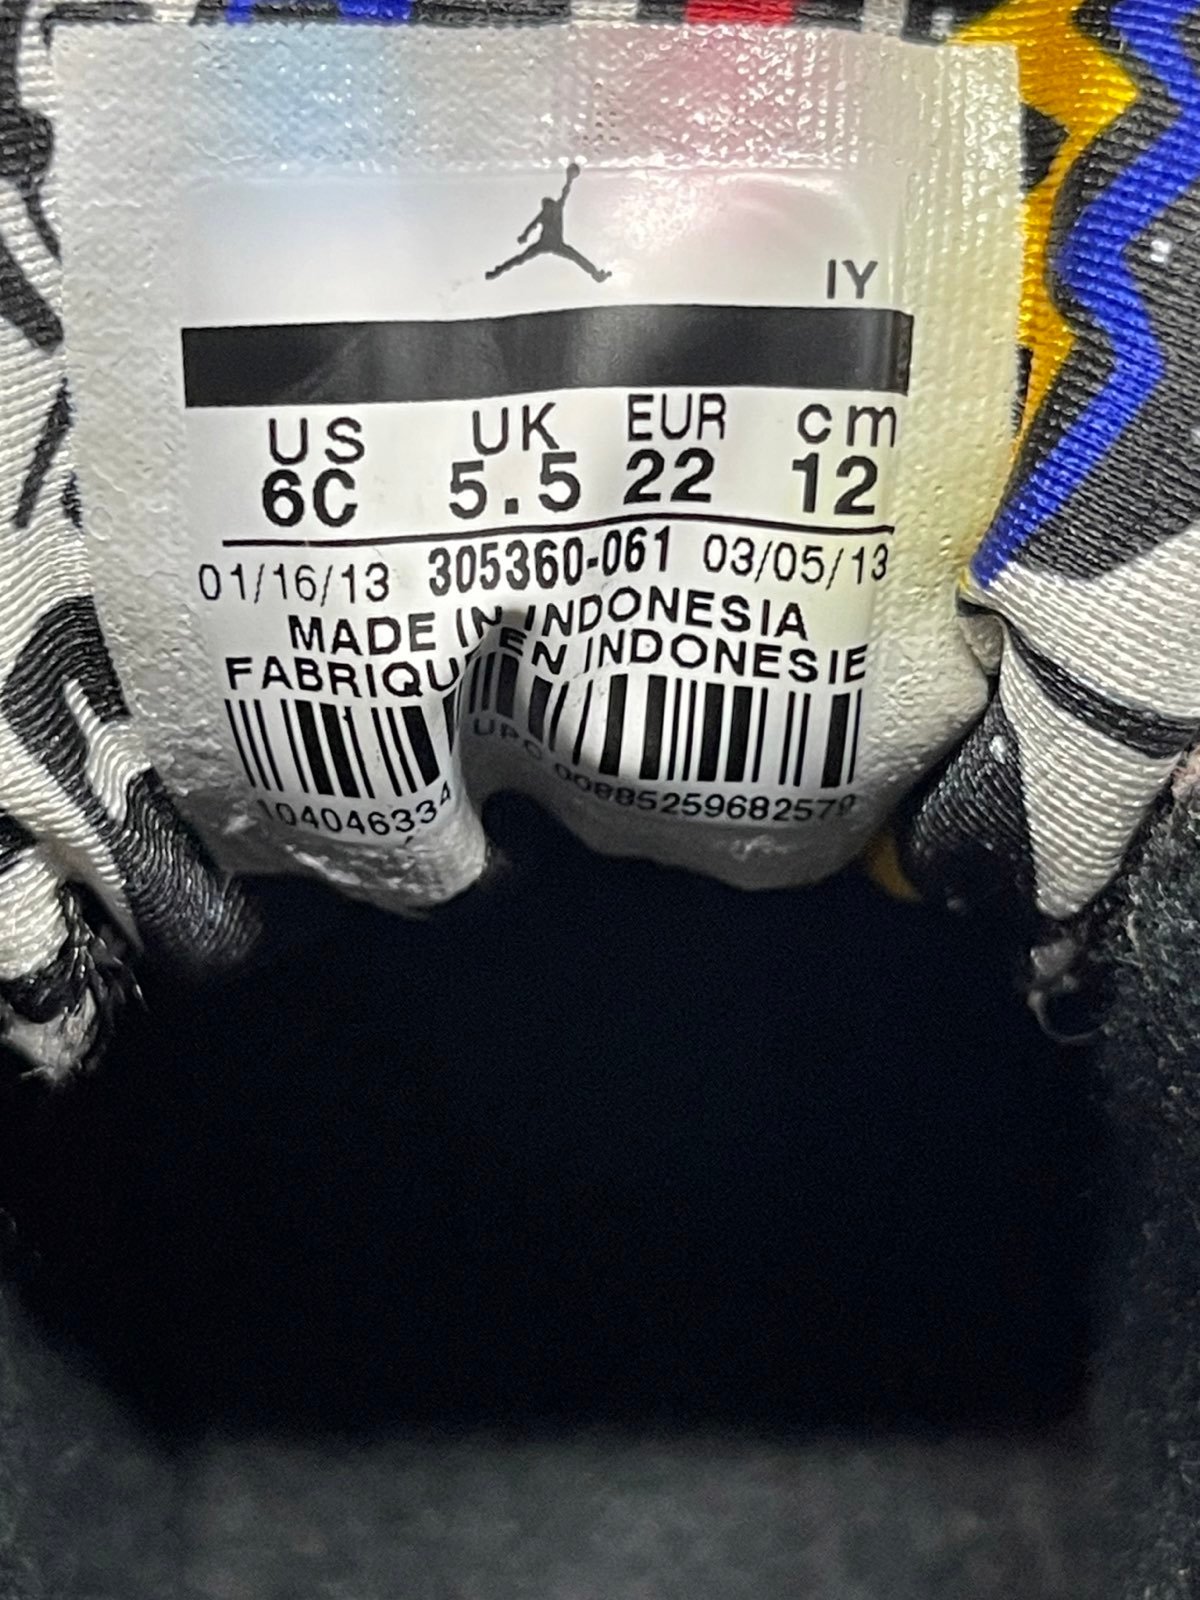 IY
US UK EUR cm
6C 5.5 22 12
01/16/13 305360-061 03/05/13
MADE IN INDONESIA
EN INDONESIE
UPC 00885259682579